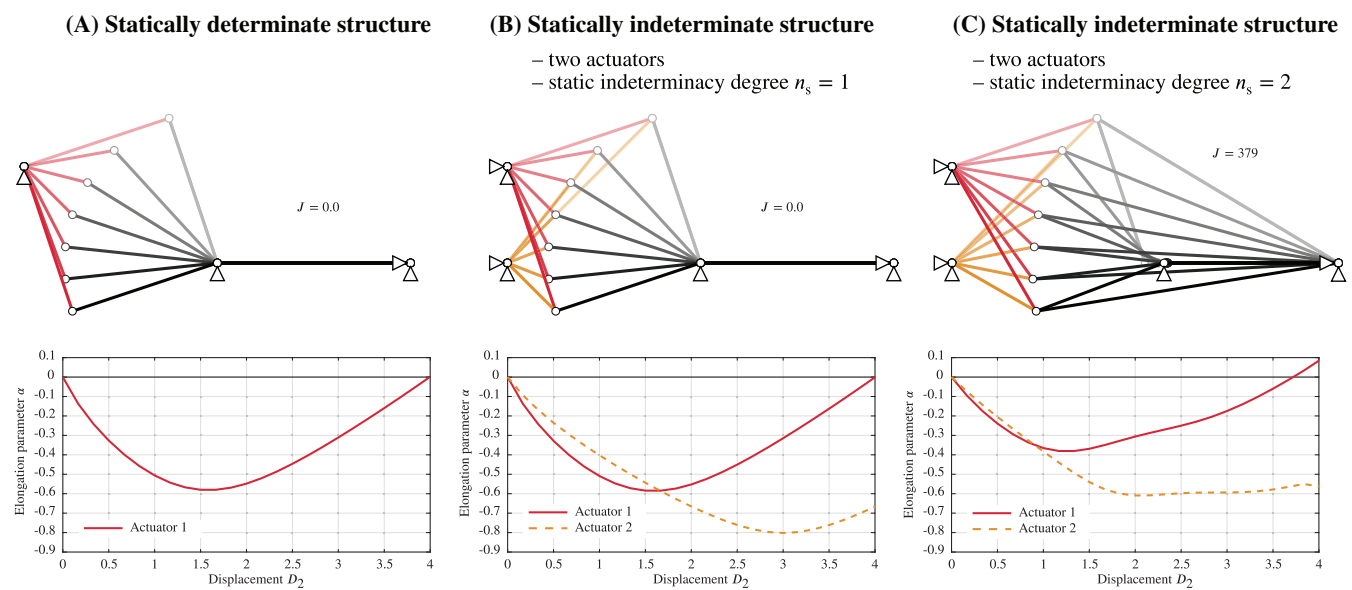 (A) Statically determinate structure
J = 0.0
0.1
0
-0.1
-0.2
-0.3
-0.4
-0.5
-0.6
-0.7
-0.8
-0.9
Elongation parameter α
Actuator 1
0 0.5 1 1.5 2 2.5 3 3.5 4
Displacement D2
(B) Statically indeterminate structure
– two actuators
– static indeterminacy degree ns = 1
J = 0.0
0.1
0
-0.1
-0.2
-0.3
-0.4
-0.5
-0.6
-0.7
-0.8
-0.9
Elongation parameter α
Actuator 1
Actuator 2
0 0.5 1 1.5 2 2.5 3 3.5 4
Displacement D2
(C) Statically indeterminate structure
– two actuators
– static indeterminacy degree ns = 2
J = 379
0.1
0
-0.1
-0.2
-0.3
-0.4
-0.5
-0.6
-0.7
-0.8
-0.9
Elongation parameter α
Actuator 1
Actuator 2
0 0.5 1 1.5 2 2.5 3 3.5 4
Displacement D2